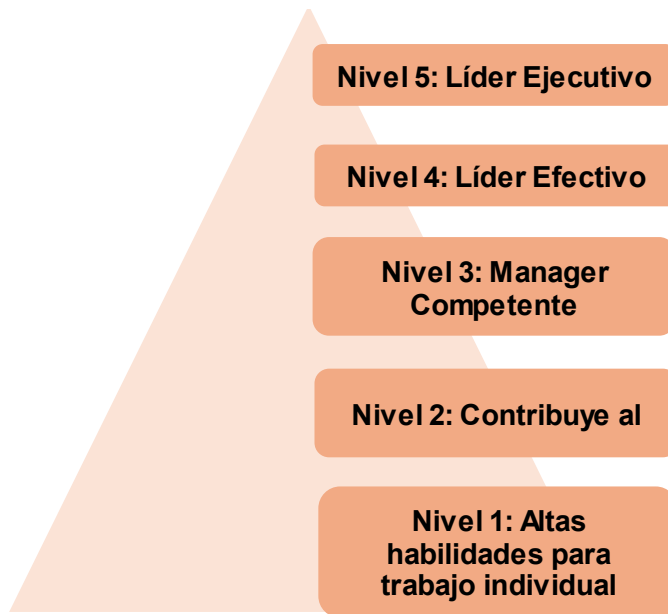 Nivel 5: Líder Ejecutivo
Nivel 4: Líder Efectivo
Nivel 3: Manager
Competente
Nivel 2: Contribuye al
Nivel 1: Altas
habilidades para
trabajo individual